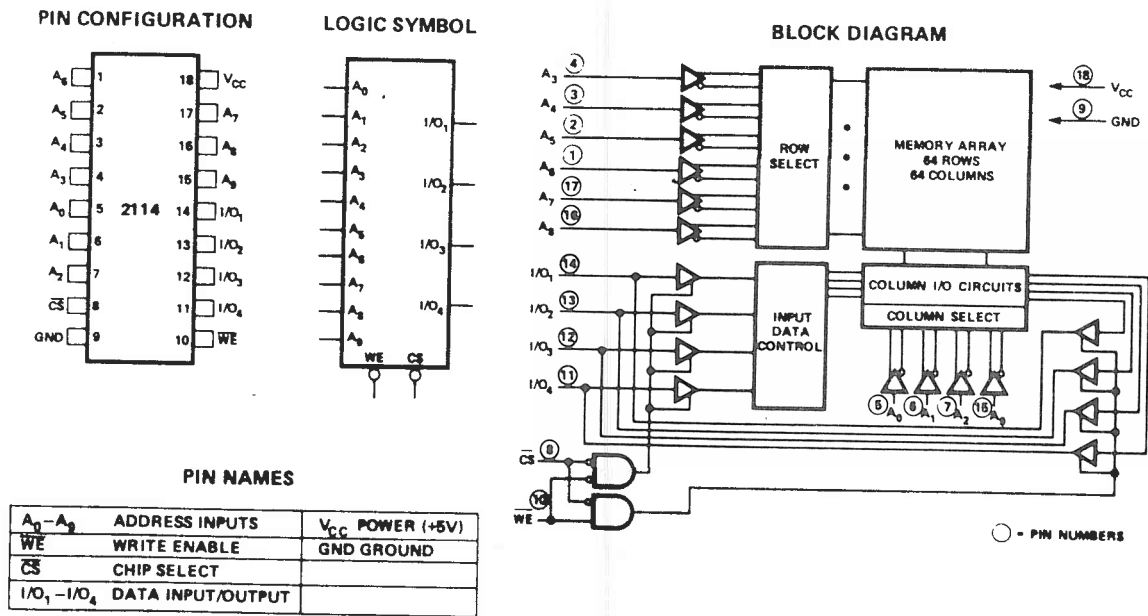 PIN CONFIGURATION
A6 1
A5 2
A4 3
A3 4
A0 5
A1 6
A2 7
CS 8
GND 9
2114
18 VCC
17 A7
16 A8
15 A9
14 I/O1
13 I/O2
12 I/O3
11 I/O4
10 WE
LOGIC SYMBOL
A0
A1
A2
A3
A4
A5
A6
A7
A8
A9
I/O1
I/O2
I/O3
I/O4
WE CS
BLOCK DIAGRAM
A3 4
A4 3
A5 2
A6 1
A7 17
A8 16
ROW
SELECT
MEMORY ARRAY
64 ROWS
64 COLUMNS
18 VCC
9 GND
I/O1 14
I/O2 13
I/O3 12
I/O4 11
INPUT
DATA
CONTROL
COLUMN I/O CIRCUITS
COLUMN SELECT
5 A0 6 A1 7 A2 15 A9
CS 8
WE 10
○ - PIN NUMBERS
PIN NAMES
A0–A9 ADDRESS INPUTS VCC POWER (+5V)
WE WRITE ENABLE GND GROUND
CS CHIP SELECT
I/O1–I/O4 DATA INPUT/OUTPUT